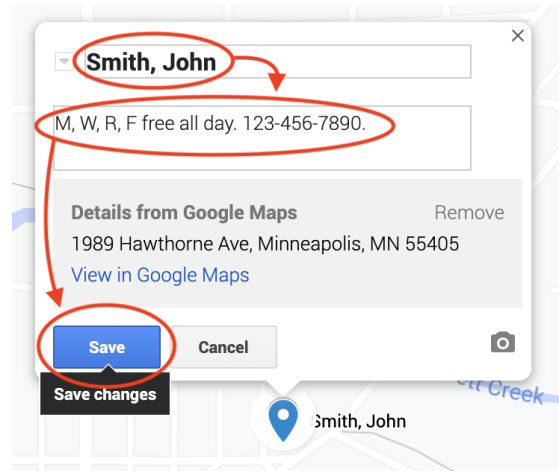 Smith, John
M, W, R, F free all day. 123-456-7890.
Details from Google Maps Remove
1989 Hawthorne Ave, Minneapolis, MN 55405
View in Google Maps
Save Cancel
Save changes
Creek
Smith, John